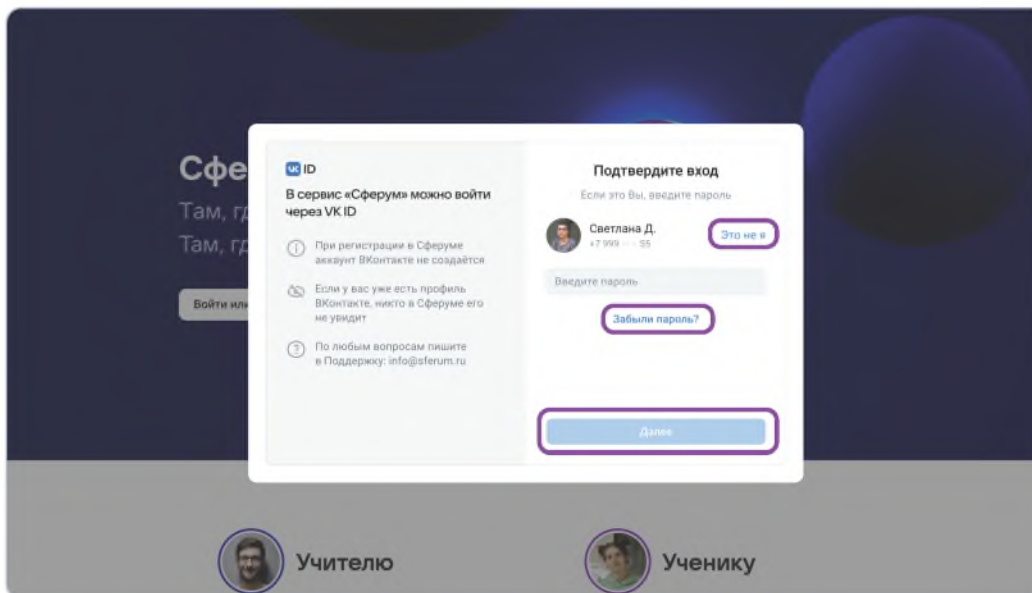 Сфе
Там, гд
Там, гд
Войти или
VK ID
В сервис «Сферум» можно войти
через VK ID
При регистрации в Сферуме
аккаунт ВКонтакте не создаётся
Если у вас уже есть профиль
ВКонтакте, никто в Сферуме его
не увидит
По любым вопросам пишите
в Поддержку: info@sferum.ru
Подтвердите вход
Если это Вы, введите пароль
Светлана Д.
+7 999 ··· ·· 55
Это не я
Введите пароль
Забыли пароль?
Далее
Учителю
Ученику